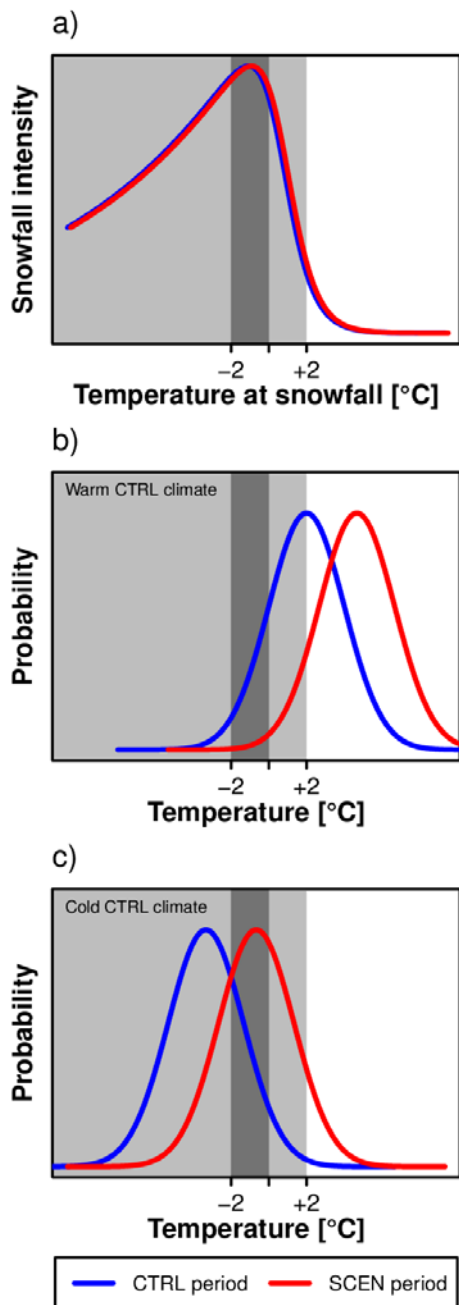 a)
Snowfall intensity
−2
+2
Temperature at snowfall [°C]
b)
Warm CTRL climate
Probability
−2
+2
Temperature [°C]
c)
Cold CTRL climate
Probability
−2
+2
Temperature [°C]
CTRL period
SCEN period